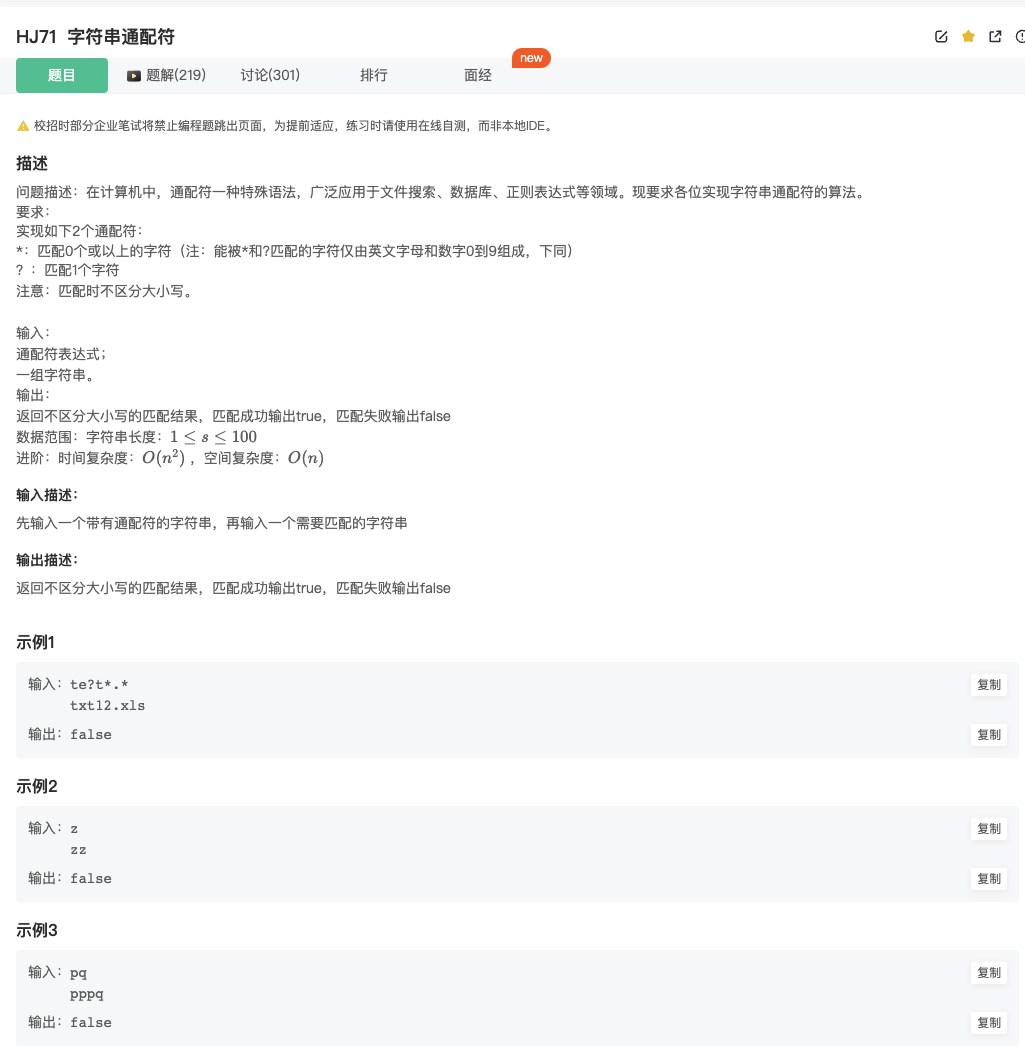 HJ71 字符串通配符
new
题目 题解(219) 讨论(301) 排行 面经
校招时部分企业笔试将禁止编程题跳出页面，为提前适应，练习时请使用在线自测，而非本地IDE。
描述
问题描述：在计算机中，通配符一种特殊语法，广泛应用于文件搜索、数据库、正则表达式等领域。现要求各位实现字符串通配符的算法。
要求：
实现如下2个通配符：
*：匹配0个或以上的字符（注：能被*和?匹配的字符仅由英文字母和数字0到9组成，下同）
？：匹配1个字符
注意：匹配时不区分大小写。
输入：
通配符表达式；
一组字符串。
输出：
返回不区分大小写的匹配结果，匹配成功输出true，匹配失败输出false
数据范围：字符串长度：1 ≤ s ≤ 100
进阶：时间复杂度：O(n²)，空间复杂度：O(n)
输入描述：
先输入一个带有通配符的字符串，再输入一个需要匹配的字符串
输出描述：
返回不区分大小写的匹配结果，匹配成功输出true，匹配失败输出false
示例1
输入：te?t*.* 复制
txt12.xls
输出：false 复制
示例2
输入：z 复制
zz
输出：false 复制
示例3
输入：pq 复制
pppq
输出：false 复制